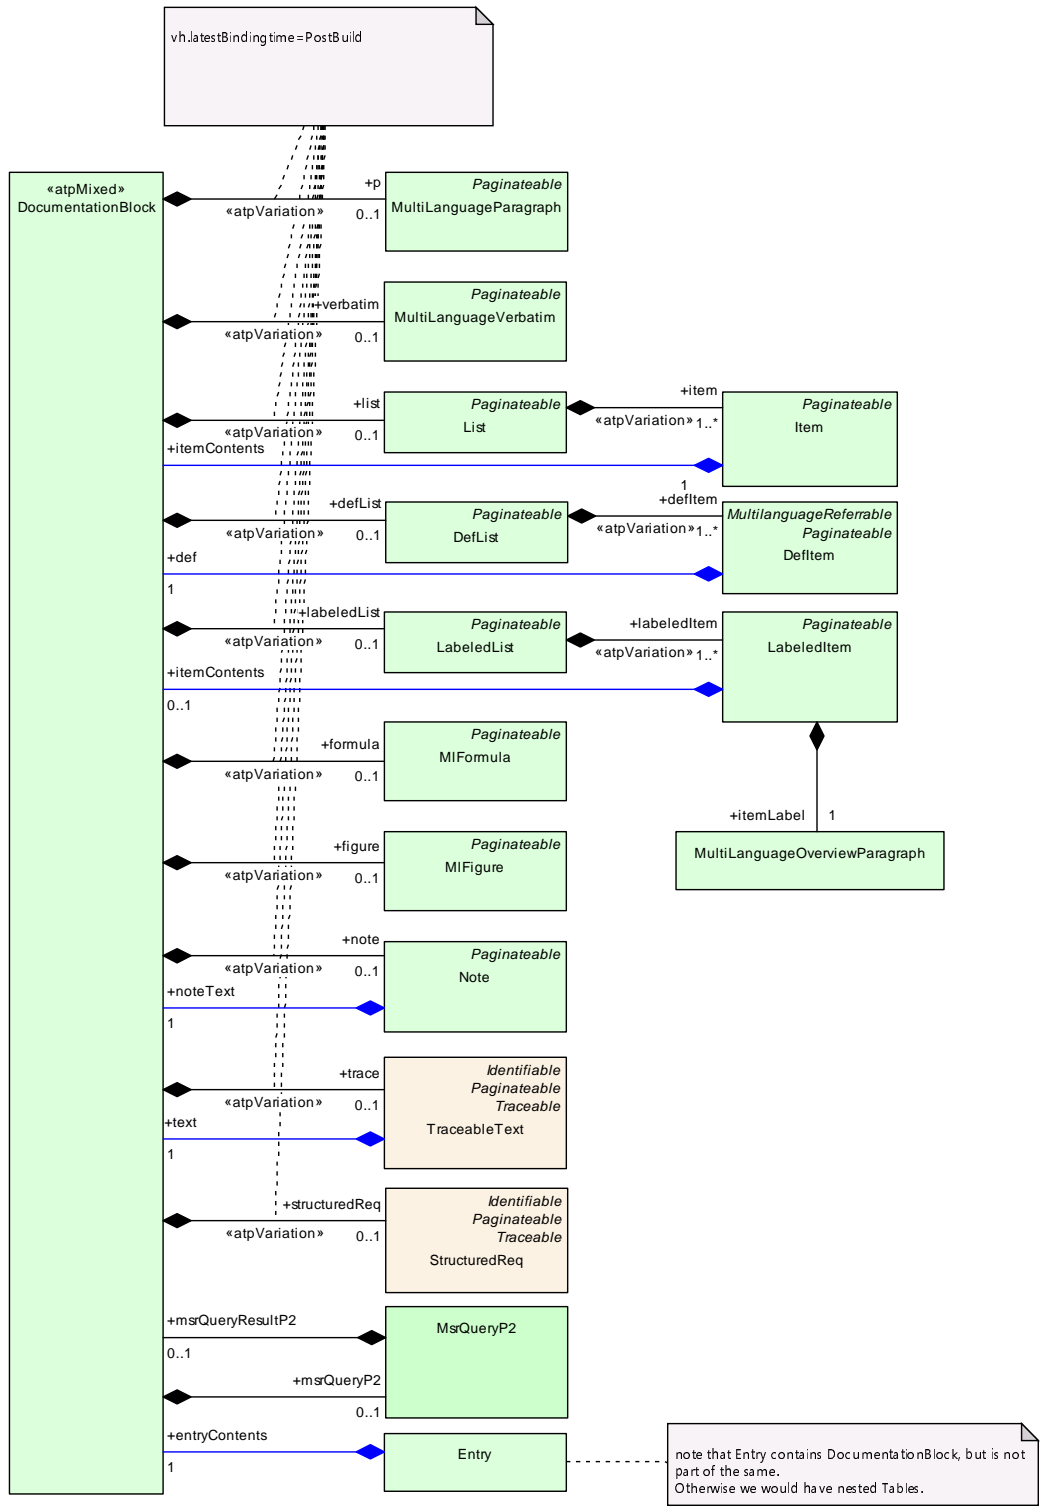 vh.latestBindingtime=PostBuild
«atpMixed»
DocumentationBlock
+p
«atpVariation»
0..1
Paginateable
MultiLanguageParagraph
+verbatim
«atpVariation»
0..1
Paginateable
MultiLanguageVerbatim
+list
«atpVariation»
0..1
Paginateable
List
+item
«atpVariation»
1..*
Paginateable
Item
+itemContents
1
+defList
«atpVariation»
0..1
Paginateable
DefList
+defItem
«atpVariation»
1..*
MultilanguageReferrable
Paginateable
DefItem
+def
1
+labeledList
«atpVariation»
0..1
Paginateable
LabeledList
+labeledItem
«atpVariation»
1..*
Paginateable
LabeledItem
+itemContents
0..1
+formula
«atpVariation»
0..1
Paginateable
MlFormula
+itemLabel
1
MultiLanguageOverviewParagraph
+figure
«atpVariation»
0..1
Paginateable
MlFigure
+note
«atpVariation»
0..1
Paginateable
Note
+noteText
1
+trace
«atpVariation»
0..1
Identifiable
Paginateable
Traceable
TraceableText
+text
1
+structuredReq
«atpVariation»
0..1
Identifiable
Paginateable
Traceable
StructuredReq
+msrQueryResultP2
0..1
MsrQueryP2
+msrQueryP2
0..1
+entryContents
1
Entry
note that Entry contains DocumentationBlock, but is not
part of the same.
Otherwise we would have nested Tables.